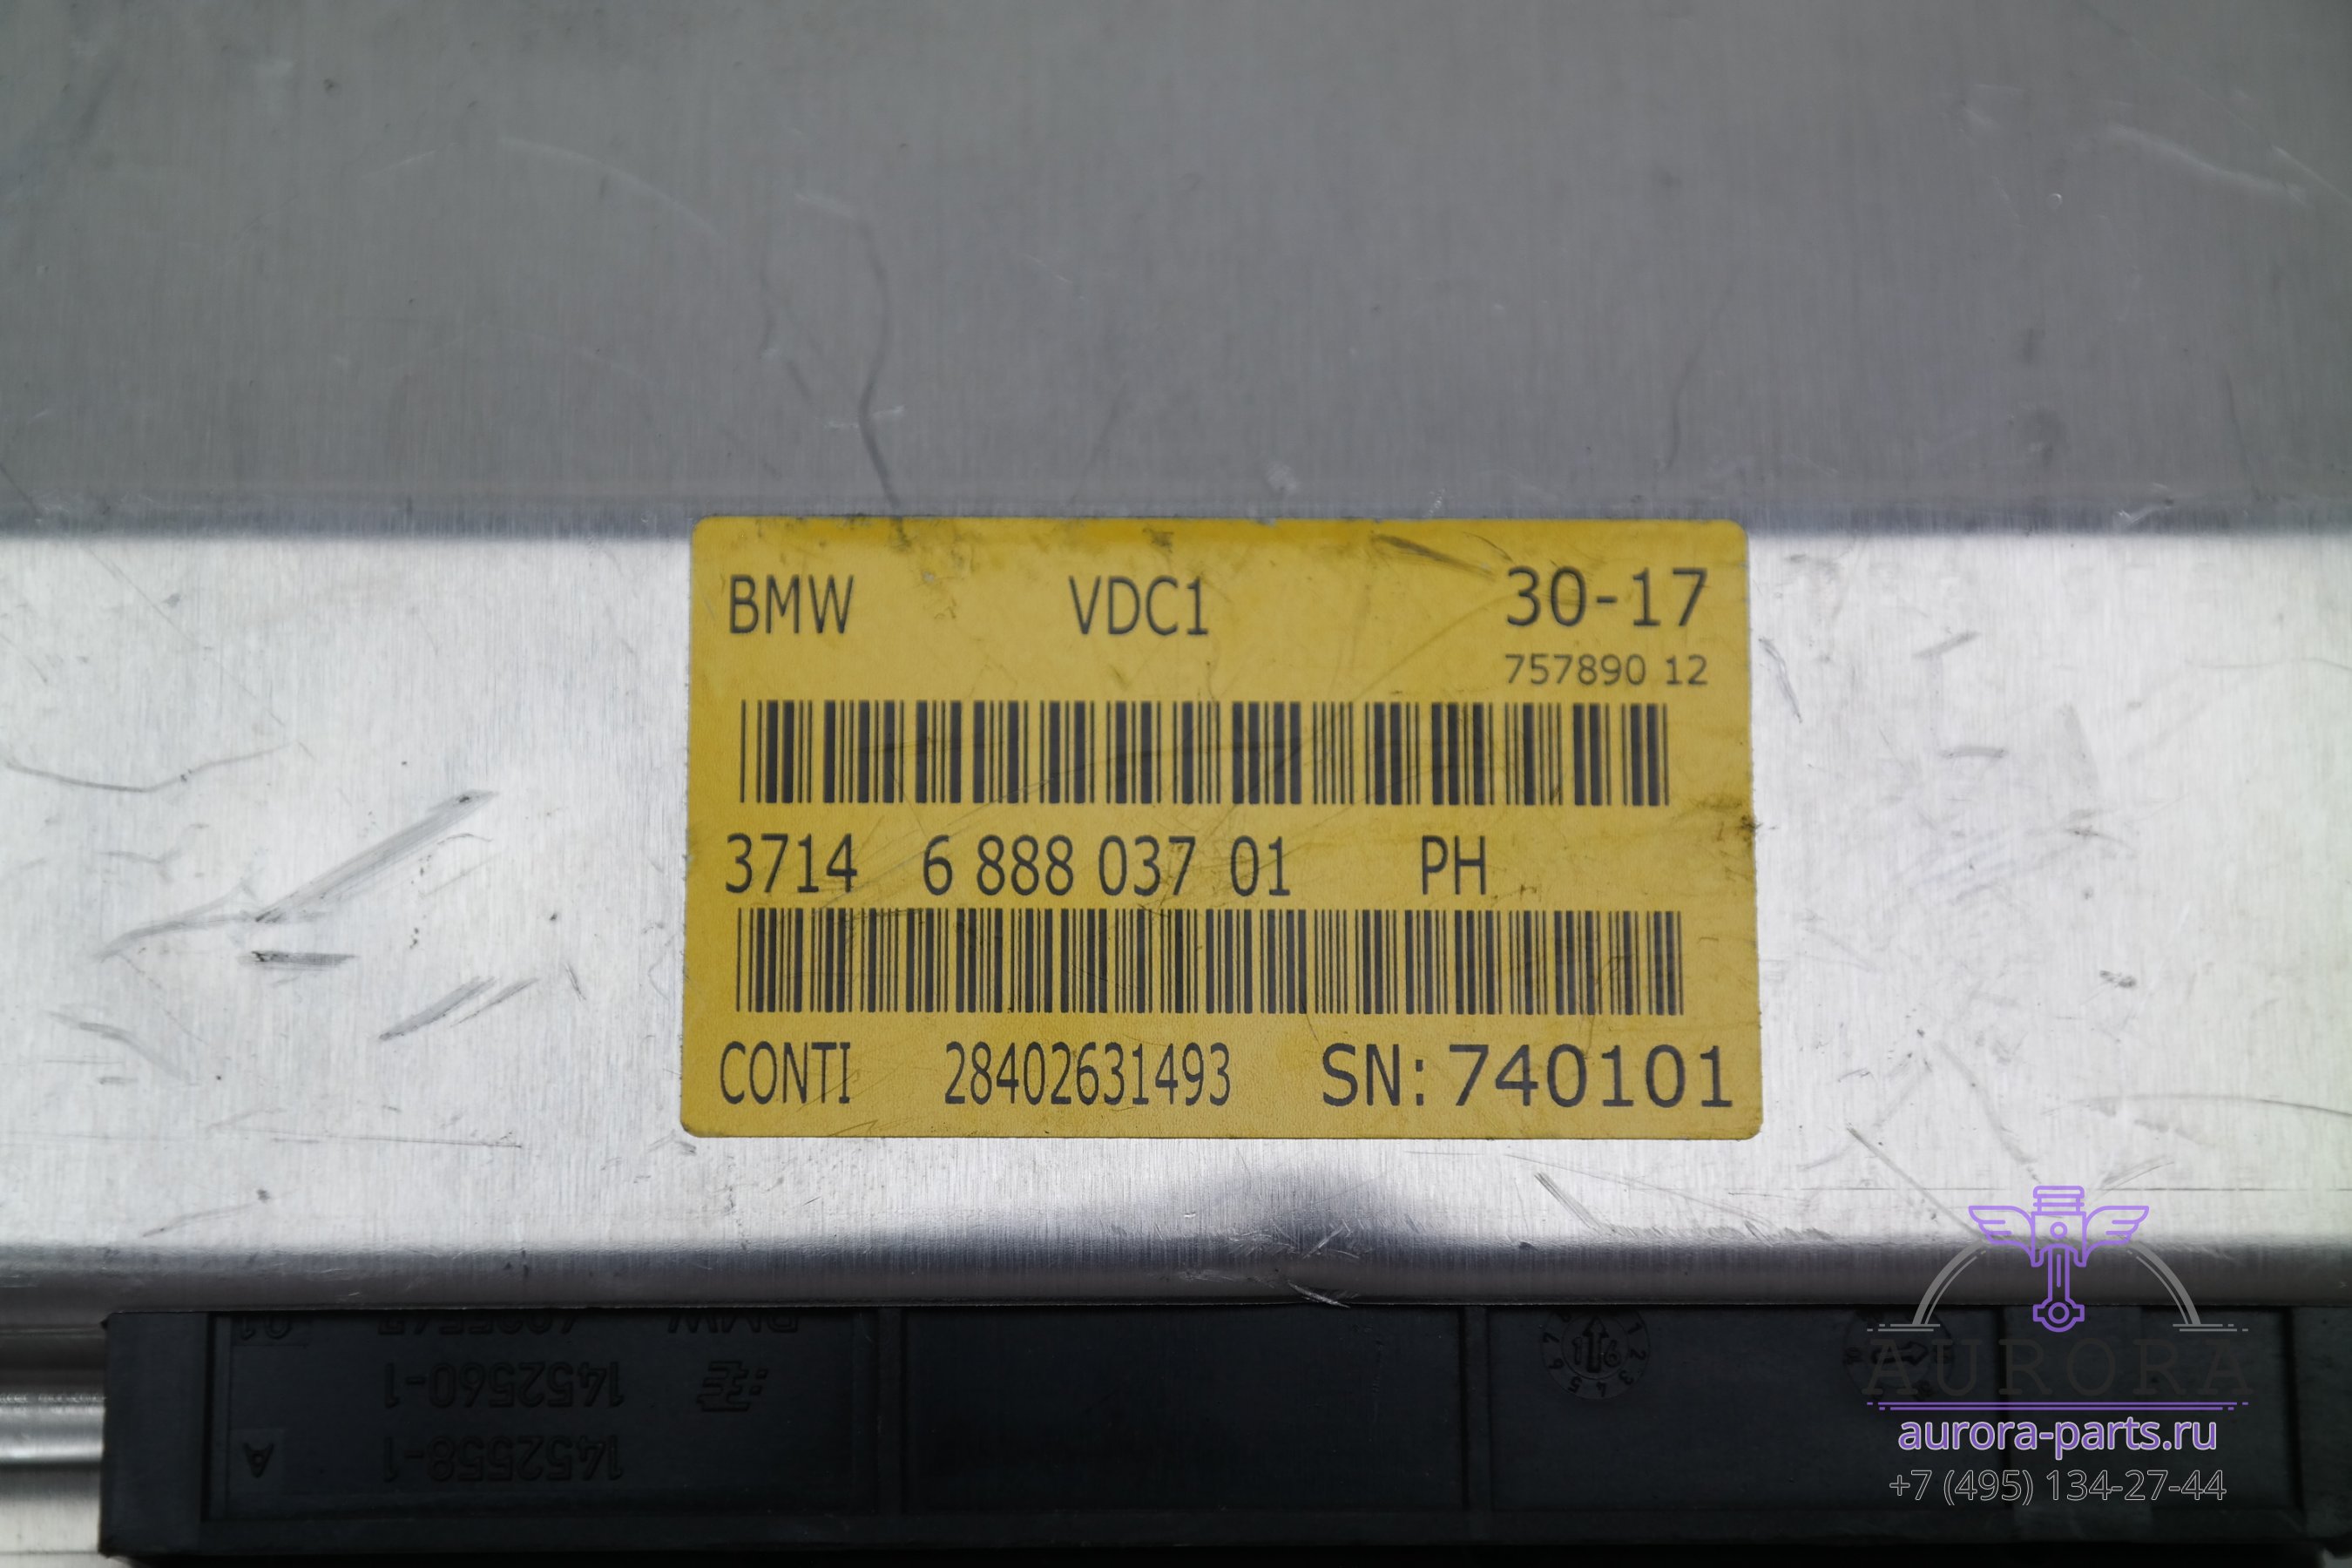 BMW VDC1 30-17
757890 12
3714 6 888 037 01 PH
CONTI 28402631493 SN: 740101
1452560-1
1452558-1
A
AURORA
aurora-parts.ru
+7 (495) 134-27-44